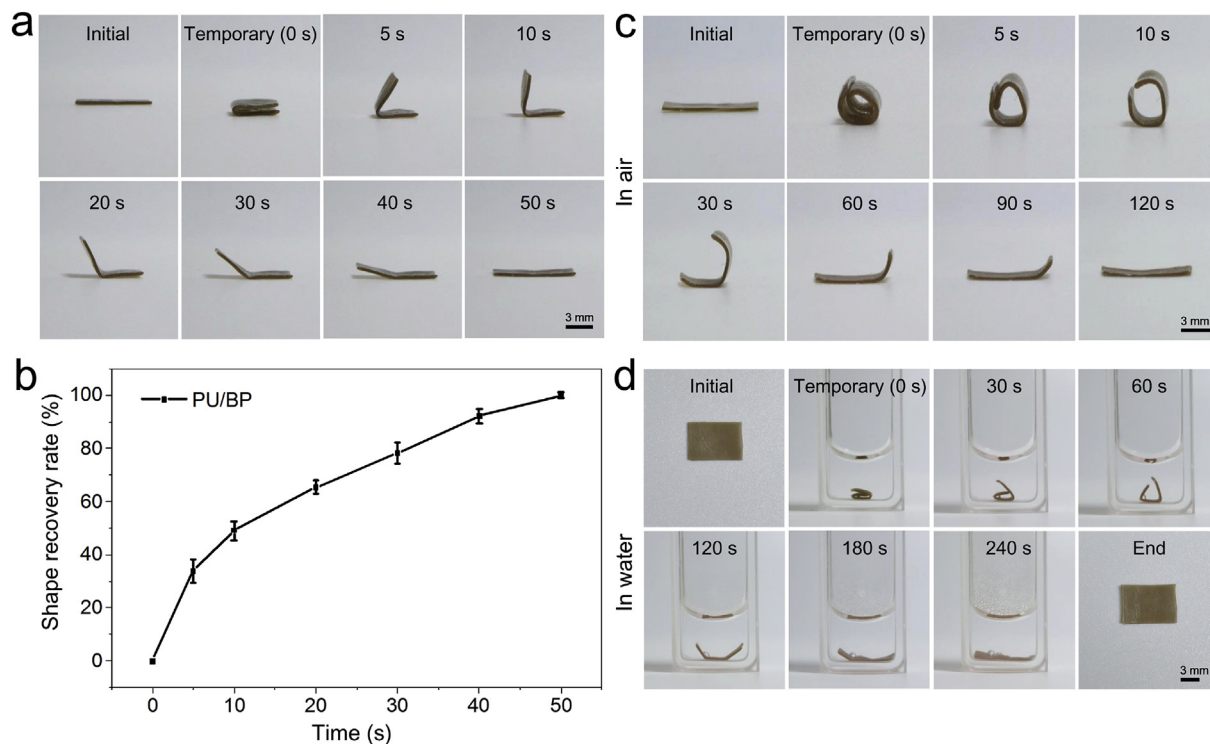 a
Initial
Temporary (0 s)
5 s
10 s
20 s
30 s
40 s
50 s
3 mm
b
PU/BP
Shape recovery rate (%)
100
80
60
40
20
0
0
10
20
30
40
50
Time (s)
c
In air
Initial
Temporary (0 s)
5 s
10 s
30 s
60 s
90 s
120 s
3 mm
d
In water
Initial
Temporary (0 s)
30 s
60 s
120 s
180 s
240 s
End
3 mm